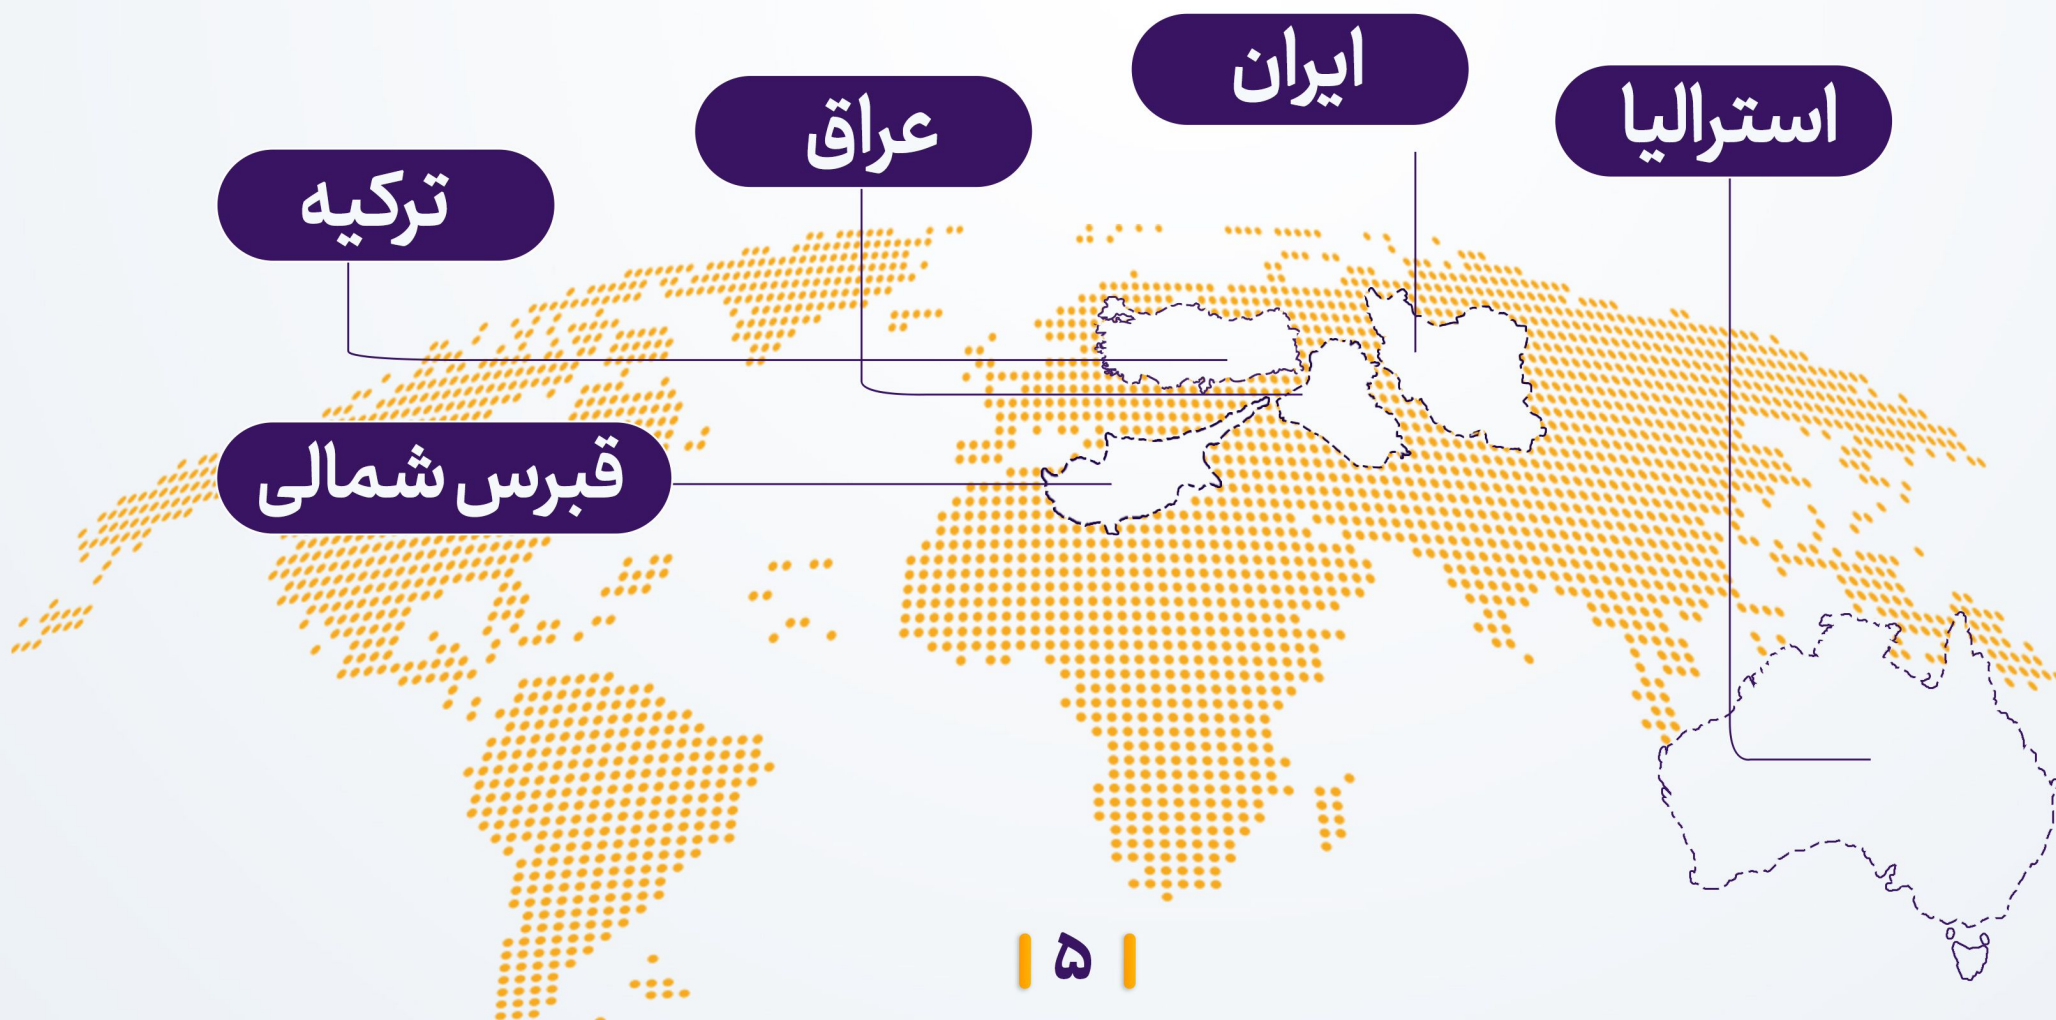 ایران
استرالیا
عراق
ترکیه
قبرس شمالی
۵